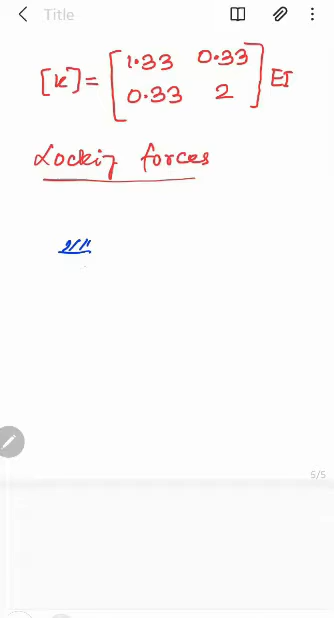 Title
[k] = [1.33 0.33
0.33 2] EI
Locking forces
5/5